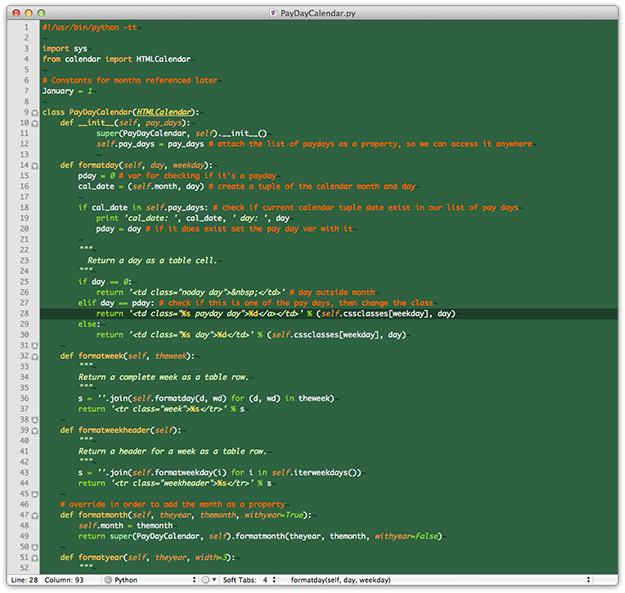 PayDayCalendar.py
1 #!/usr/bin/python -tt
2
3 import sys
4 from calendar import HTMLCalendar
5
6 # Constants for months referenced later
7 January = 1
8
9 class PayDayCalendar(HTMLCalendar):
10 def __init__(self, pay_days):
11 super(PayDayCalendar, self).__init__()
12 self.pay_days = pay_days # attach the list of paydays as a property, so we can access it anywhere
13
14 def formatday(self, day, weekday):
15 pday = 0 # var for checking if it's a payday
16 cal_date = (self.month, day) # create a tuple of the calendar month and day
17
18 if cal_date in self.pay_days: # check if current calendar tuple date exist in our list of pay days
19 print 'cal_date: ', cal_date, ' day: ', day
20 pday = day # if it does exist set the pay day var with it
21
22 """
23 Return a day as a table cell.
24 """
25 if day == 0:
26 return '<td class="noday day">&nbsp;</td>' # day outside month
27 elif day == pday: # check if this is one of the pay days, then change the class
28 return '<td class="%s payday day">%d</a></td>' % (self.cssclasses[weekday], day)
29 else:
30 return '<td class="%s day">%d</td>' % (self.cssclasses[weekday], day)
31
32 def formatweek(self, theweek):
33 """
34 Return a complete week as a table row.
35 """
36 s = ''.join(self.formatday(d, wd) for (d, wd) in theweek)
37 return '<tr class="week">%s</tr>' % s
38
39 def formatweekheader(self):
40 """
41 Return a header for a week as a table row.
42 """
43 s = ''.join(self.formatweekday(i) for i in self.iterweekdays())
44 return '<tr class="weekheader">%s</tr>' % s
45
46 # override in order to add the month as a property
47 def formatmonth(self, theyear, themonth, withyear=True):
48 self.month = themonth
49 return super(PayDayCalendar, self).formatmonth(theyear, themonth, withyear=False)
50
51 def formatyear(self, theyear, width=3):
52 """
Line: 28 Column: 93 Python Soft Tabs: 4 formatday(self, day, weekday)